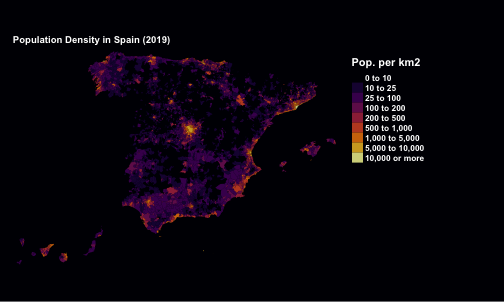 Population Density in Spain (2019)
Pop. per km2
0 to 10
10 to 25
25 to 100
100 to 200
200 to 500
500 to 1,000
1,000 to 5,000
5,000 to 10,000
10,000 or more